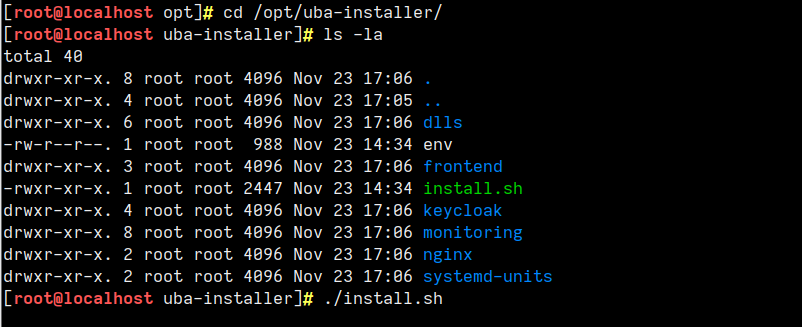 [root@localhost opt]# cd /opt/uba-installer/
[root@localhost uba-installer]# ls -la
total 40
drwxr-xr-x. 8 root root 4096 Nov 23 17:06 .
drwxr-xr-x. 4 root root 4096 Nov 23 17:05 ..
drwxr-xr-x. 6 root root 4096 Nov 23 17:06 dlls
-rw-r--r--. 1 root root  988 Nov 23 14:34 env
drwxr-xr-x. 3 root root 4096 Nov 23 17:06 frontend
-rwxr-xr-x. 1 root root 2447 Nov 23 14:34 install.sh
drwxr-xr-x. 4 root root 4096 Nov 23 17:06 keycloak
drwxr-xr-x. 8 root root 4096 Nov 23 17:06 monitoring
drwxr-xr-x. 2 root root 4096 Nov 23 17:06 nginx
drwxr-xr-x. 2 root root 4096 Nov 23 17:06 systemd-units
[root@localhost uba-installer]# ./install.sh